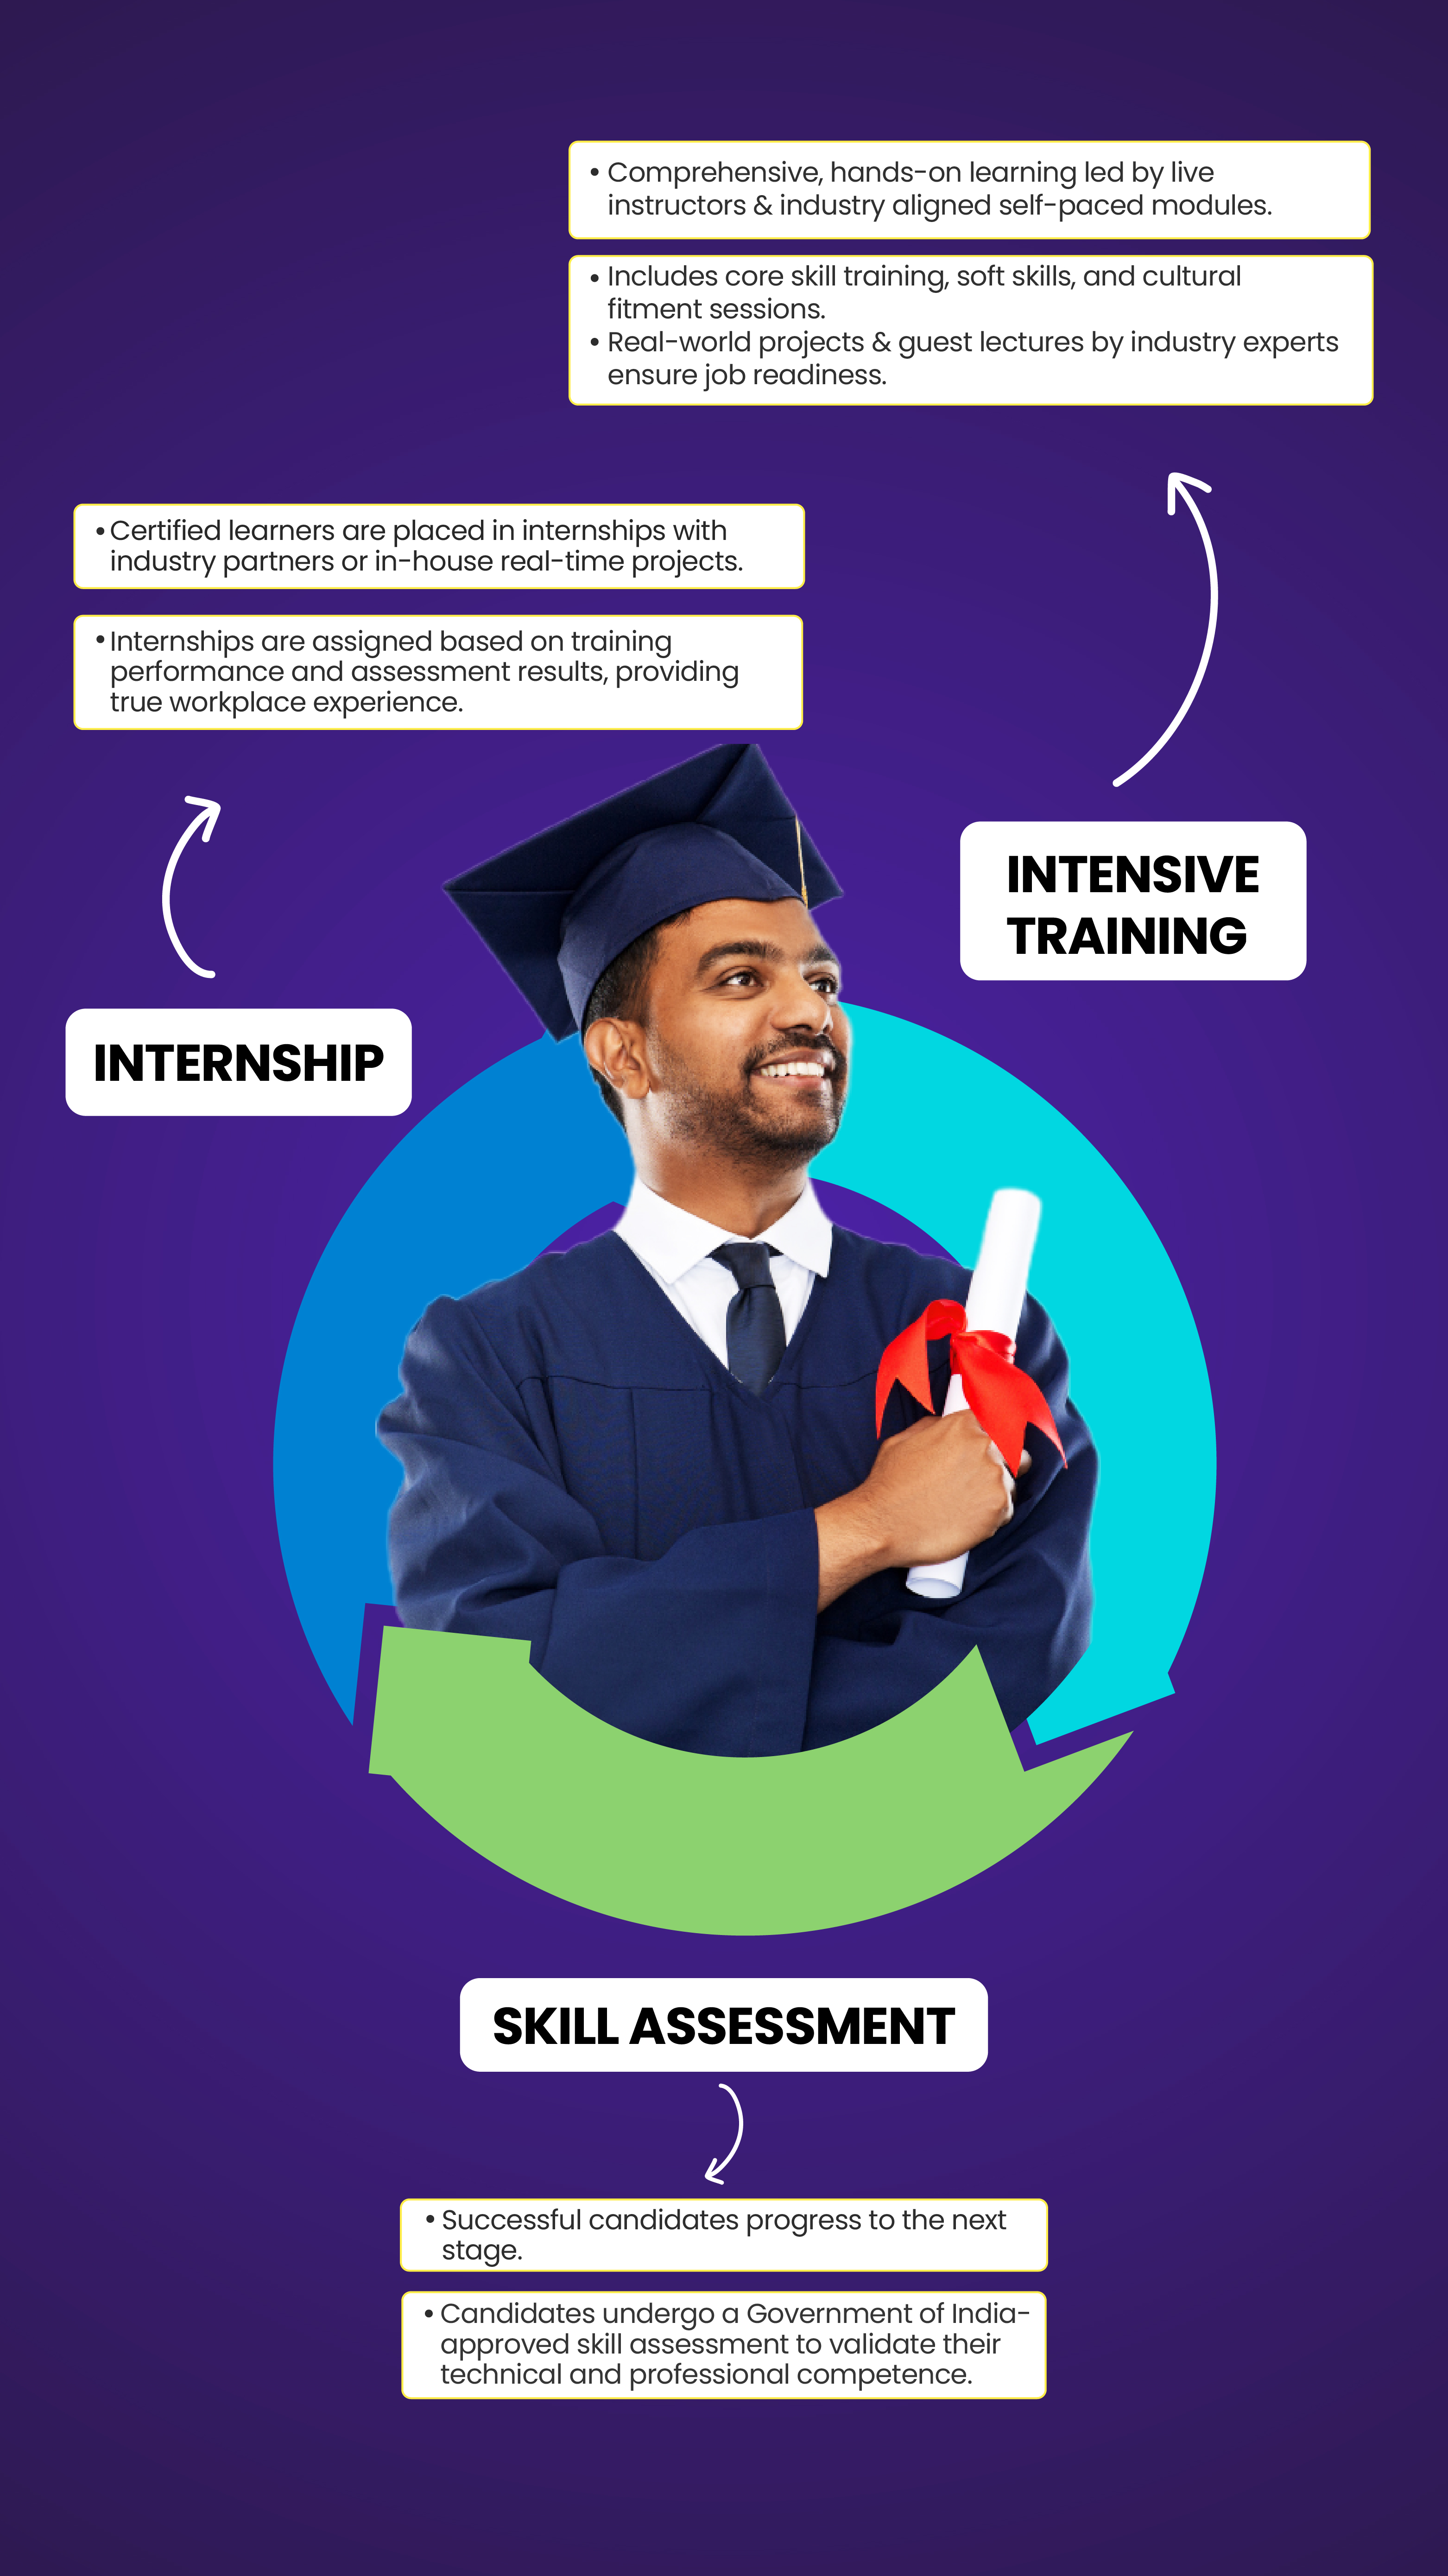 • Comprehensive, hands-on learning led by live
instructors & industry aligned self-paced modules.
• Includes core skill training, soft skills, and cultural
fitment sessions.
• Real-world projects & guest lectures by industry experts
ensure job readiness.
• Certified learners are placed in internships with
industry partners or in-house real-time projects.
• Internships are assigned based on training
performance and assessment results, providing
true workplace experience.
INTENSIVE
TRAINING
INTERNSHIP
SKILL ASSESSMENT
• Successful candidates progress to the next
stage.
• Candidates undergo a Government of India-
approved skill assessment to validate their
technical and professional competence.